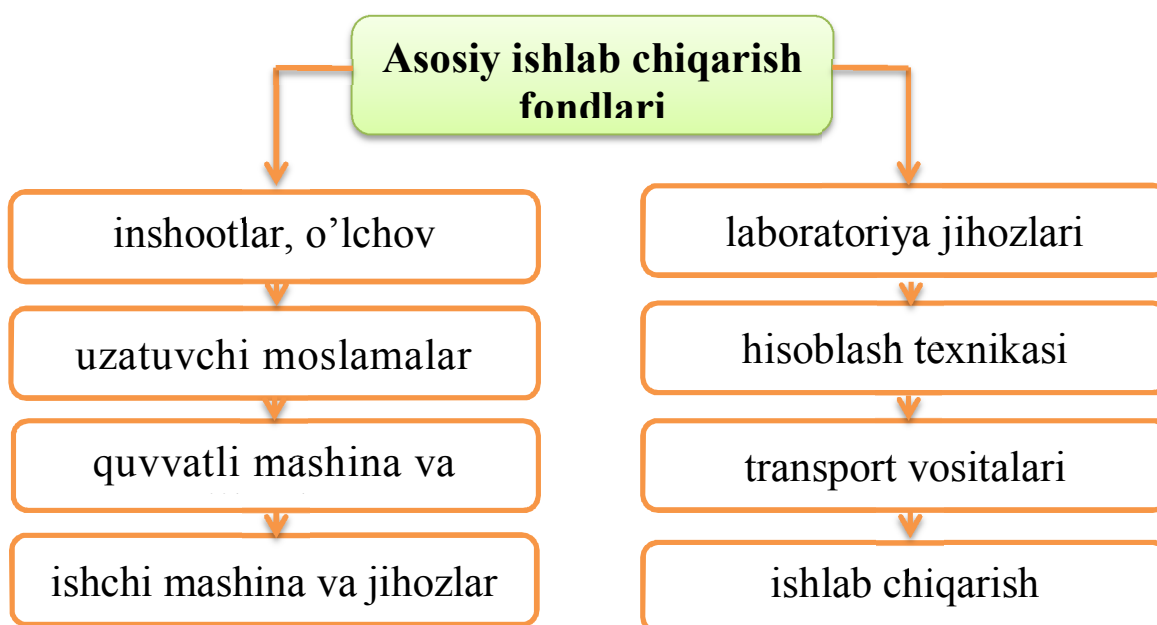 Asosiy ishlab chiqarish
fondlari
inshootlar, o’lchov
uzatuvchi moslamalar
quvvatli mashina va
ishchi mashina va jihozlar
laboratoriya jihozlari
hisoblash texnikasi
transport vositalari
ishlab chiqarish